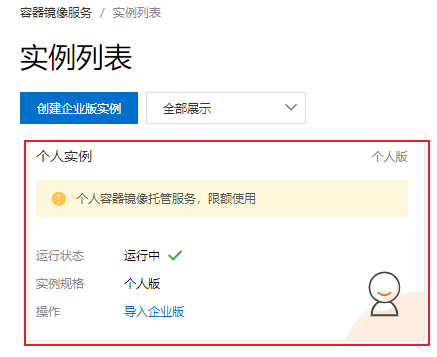 容器镜像服务 / 实例列表
实例列表
创建企业版实例 全部展示
个人实例 个人版
个人容器镜像托管服务，限额使用
运行状态 运行中
实例规格 个人版
操作 导入企业版